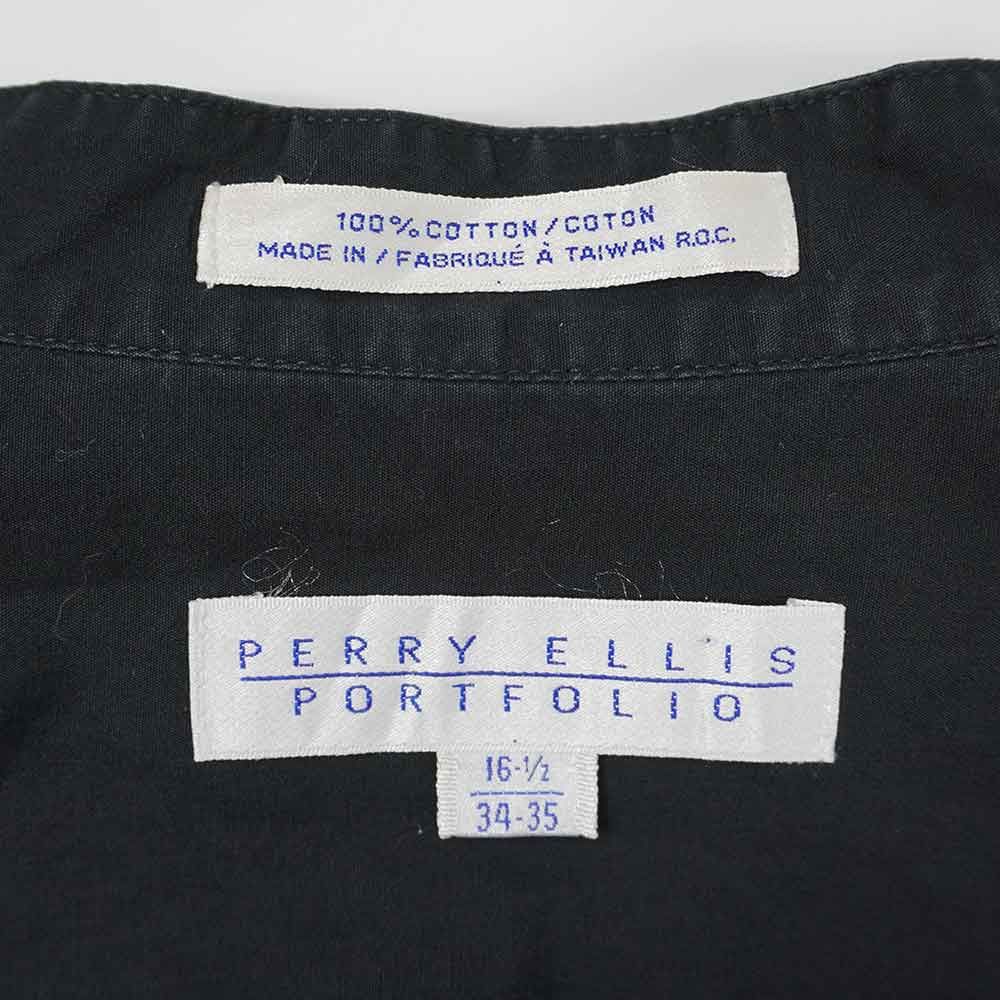 100% COTTON / COTON
MADE IN / FABRIQUÉ À TAIWAN R.O.C.
PERRY ELLIS
PORTFOLIO
16-1/2
34-35